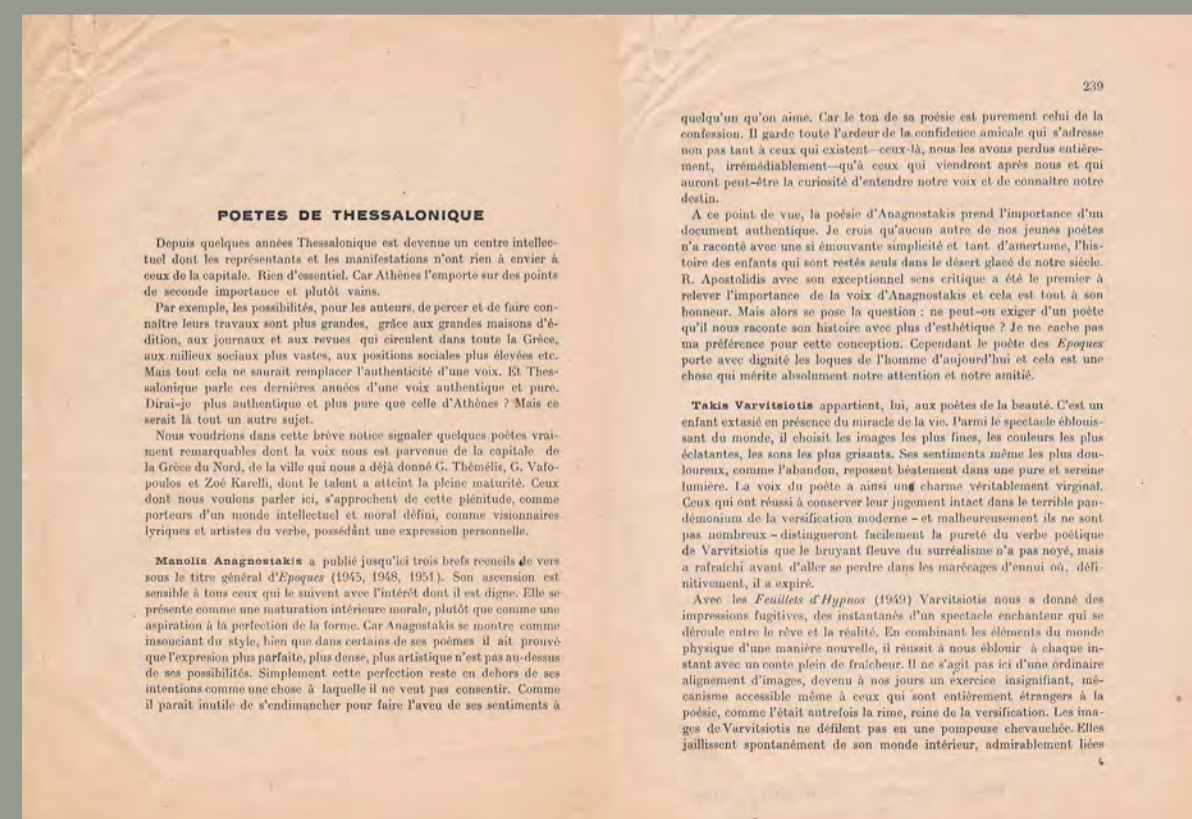 POETES DE THESSALONIQUE
Depuis quelques années Thessalonique est devenue un centre intellec-
tuel dont les représentants et les manifestations n'ont rien à envier à
ceux de la capitale. Rien d'essentiel. Car Athènes l'emporte sur des points
de seconde importance et plutôt vains.
Par exemple, les possibilités, pour les auteurs, de percer et de faire con-
naître leurs travaux sont plus grandes, grâce aux grandes maisons d'é-
dition, aux journaux et aux revues qui circulent dans toute la Grèce,
aux milieux sociaux plus vastes, aux positions sociales plus élevées etc.
Mais tout cela ne saurait remplacer l'authenticité d'une voix. Et Thes-
salonique parle ces dernières années d'une voix authentique et pure.
Dirai-je plus authentique et plus pure que celle d'Athènes ? Mais ce
serait là tout un autre sujet.
Nous voudrions dans cette brève notice signaler quelques poètes vrai-
ment remarquables dont la voix nous est parvenue de la capitale de
la Grèce du Nord, de la ville qui nous a déjà donné G. Thémélis, G. Vafo-
poulos et Zoé Karelli, dont le talent a atteint la pleine maturité. Ceux
dont nous voulons parler ici, s'approchent de cette plénitude, comme
porteurs d'un monde intellectuel et moral défini, comme visionnaires
lyriques et artistes du verbe, possédant une expression personnelle.
Manolis Anagnostakis a publié jusqu'ici trois brefs recueils de vers
sous le titre général d'Epoques (1945, 1948, 1951). Son ascension est
sensible à tous ceux qui le suivent avec l'intérêt dont il est digne. Elle se
présente comme une maturation intérieure morale, plutôt que comme une
aspiration à la perfection de la forme. Car Anagostakis se montre comme
insouciant du style, bien que dans certains de ses poèmes il ait prouvé
que l'expresion plus parfaite, plus dense, plus artistique n'est pas au-dessus
de ses possibilités. Simplement cette perfection reste en dehors de ses
intentions comme une chose à laquelle il ne veut pas consentir. Comme
il parait inutile de s'endimancher pour faire l'aveu de ses sentiments à
239
quelqu'un qu'on aime. Car le ton de sa poésie est purement celui de la
confession. Il garde toute l'ardeur de la confidence amicale qui s'adresse
non pas tant à ceux qui existent—ceux-là, nous les avons perdus entière-
ment, irrémédiablement—qu'à ceux qui viendront après nous et qui
auront peut-être la curiosité d'entendre notre voix et de connaître notre
destin.
A ce point de vue, la poésie d'Anagnostakis prend l'importance d'un
document authentique. Je crois qu'aucun autre de nos jeunes poètes
n'a raconté avec une si émouvante simplicité et tant d'amertume, l'his-
toire des enfants qui sont restés seuls dans le désert glacé de notre siècle.
R. Apostolidis avec son exceptionnel sens critique a été le premier à
relever l'importance de la voix d'Anagnostakis et cela est tout à son
honneur. Mais alors se pose la question : ne peut-on exiger d'un poète
qu'il nous raconte son histoire avec plus d'esthétique ? Je ne cache pas
ma préférence pour cette conception. Cependant le poète des Epoques
porte avec dignité les loques de l'homme d'aujourd'hui et cela est une
chose qui mérite absolument notre attention et notre amitié.
Takis Varvitsiotis appartient, lui, aux poètes de la beauté. C'est un
enfant extasié en présence du miracle de la vie. Parmi le spectacle éblouis-
sant du monde, il choisit les images les plus fines, les couleurs les plus
éclatantes, les sons les plus grisants. Ses sentiments même les plus dou-
loureux, comme l'abandon, reposent béatement dans une pure et sereine
lumière. La voix du poète a ainsi un charme véritablement virginal.
Ceux qui ont réussi à conserver leur jugement intact dans le terrible pan-
démonium de la versification moderne – et malheureusement ils ne sont
pas nombreux – distingueront facilement la pureté du verbe poétique
de Varvitsiotis que le bruyant fleuve du surréalisme n'a pas noyé, mais
a rafraîchi avant d'aller se perdre dans les marécages d'ennui où, défi-
nitivement, il a expiré.
Avec les Feuillets d'Hypnos (1949) Varvitsiotis nous a donné des
impressions fugitives, des instantanés d'un spectacle enchanteur qui se
déroule entre le rêve et la réalité. En combinant les éléments du monde
physique d'une manière nouvelle, il réussit à nous éblouir à chaque in-
stant avec un conte plein de fraîcheur. Il ne s'agit pas ici d'une ordinaire
alignement d'images, devenu à nos jours un exercice insignifiant, mé-
canisme accessible même à ceux qui sont entièrement étrangers à la
poésie, comme l'était autrefois la rime, reine de la versification. Les ima-
ges de Varvitsiotis ne défilent pas en une pompeuse chevauchée. Elles
jaillissent spontanément de son monde intérieur, admirablement liées
4